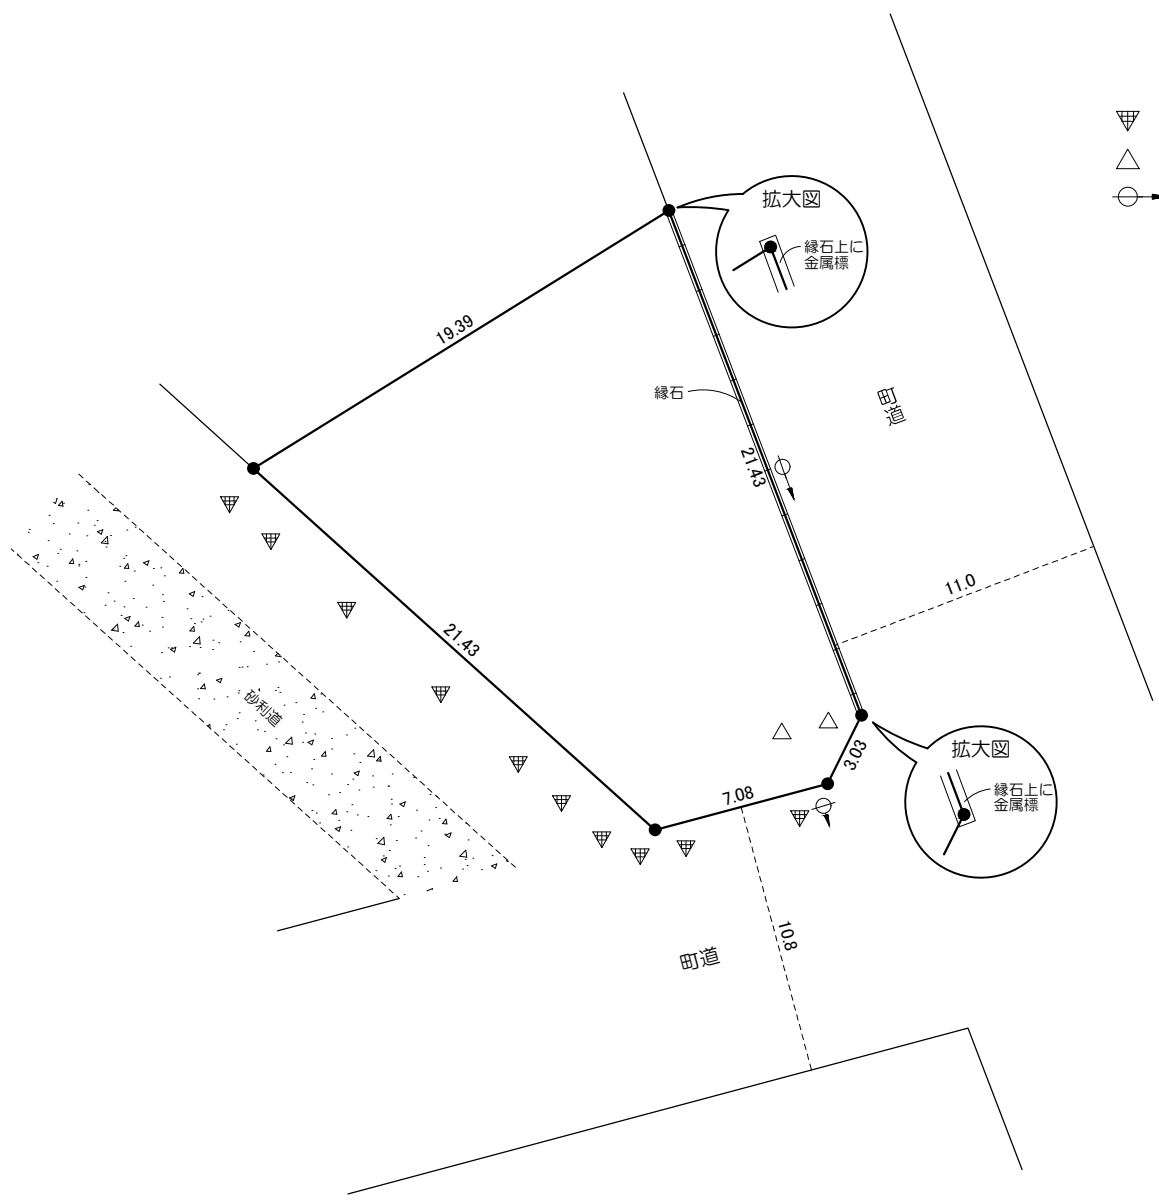 拡大図
縁石上に
金属標
19.39
縁石
町道
21.43
11.0
21.43
砂利道
3.03
拡大図
縁石上に
金属標
7.08
10.8
町道